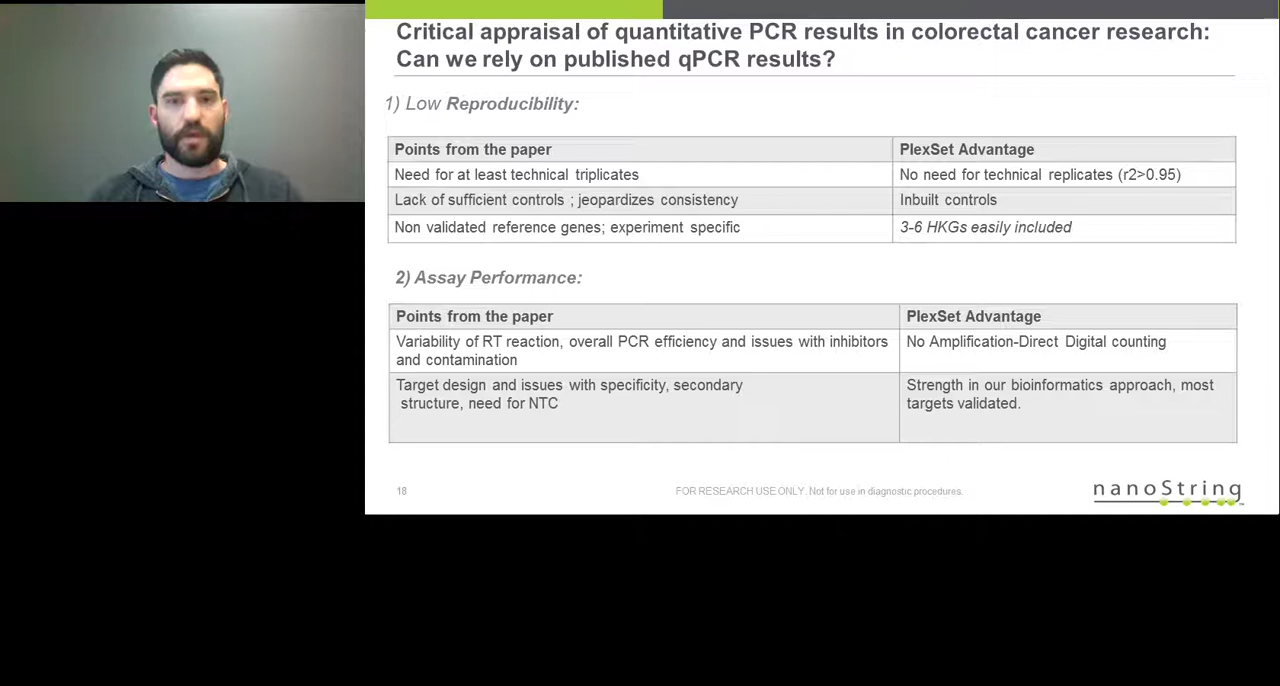 Critical appraisal of quantitative PCR results in colorectal cancer research:
Can we rely on published qPCR results?
1) Low Reproducibility:
Points from the paper
PlexSet Advantage
Need for at least technical triplicates
No need for technical replicates (r2>0.95)
Lack of sufficient controls ; jeopardizes consistency
Inbuilt controls
Non validated reference genes; experiment specific
3-6 HKGs easily included
2) Assay Performance:
Points from the paper
PlexSet Advantage
Variability of RT reaction, overall PCR efficiency and issues with inhibitors
and contamination
No Amplification-Direct Digital counting
Target design and issues with specificity, secondary
structure, need for NTC
Strength in our bioinformatics approach, most
targets validated.
18
FOR RESEARCH USE ONLY. Not for use in diagnostic procedures.
nanoString